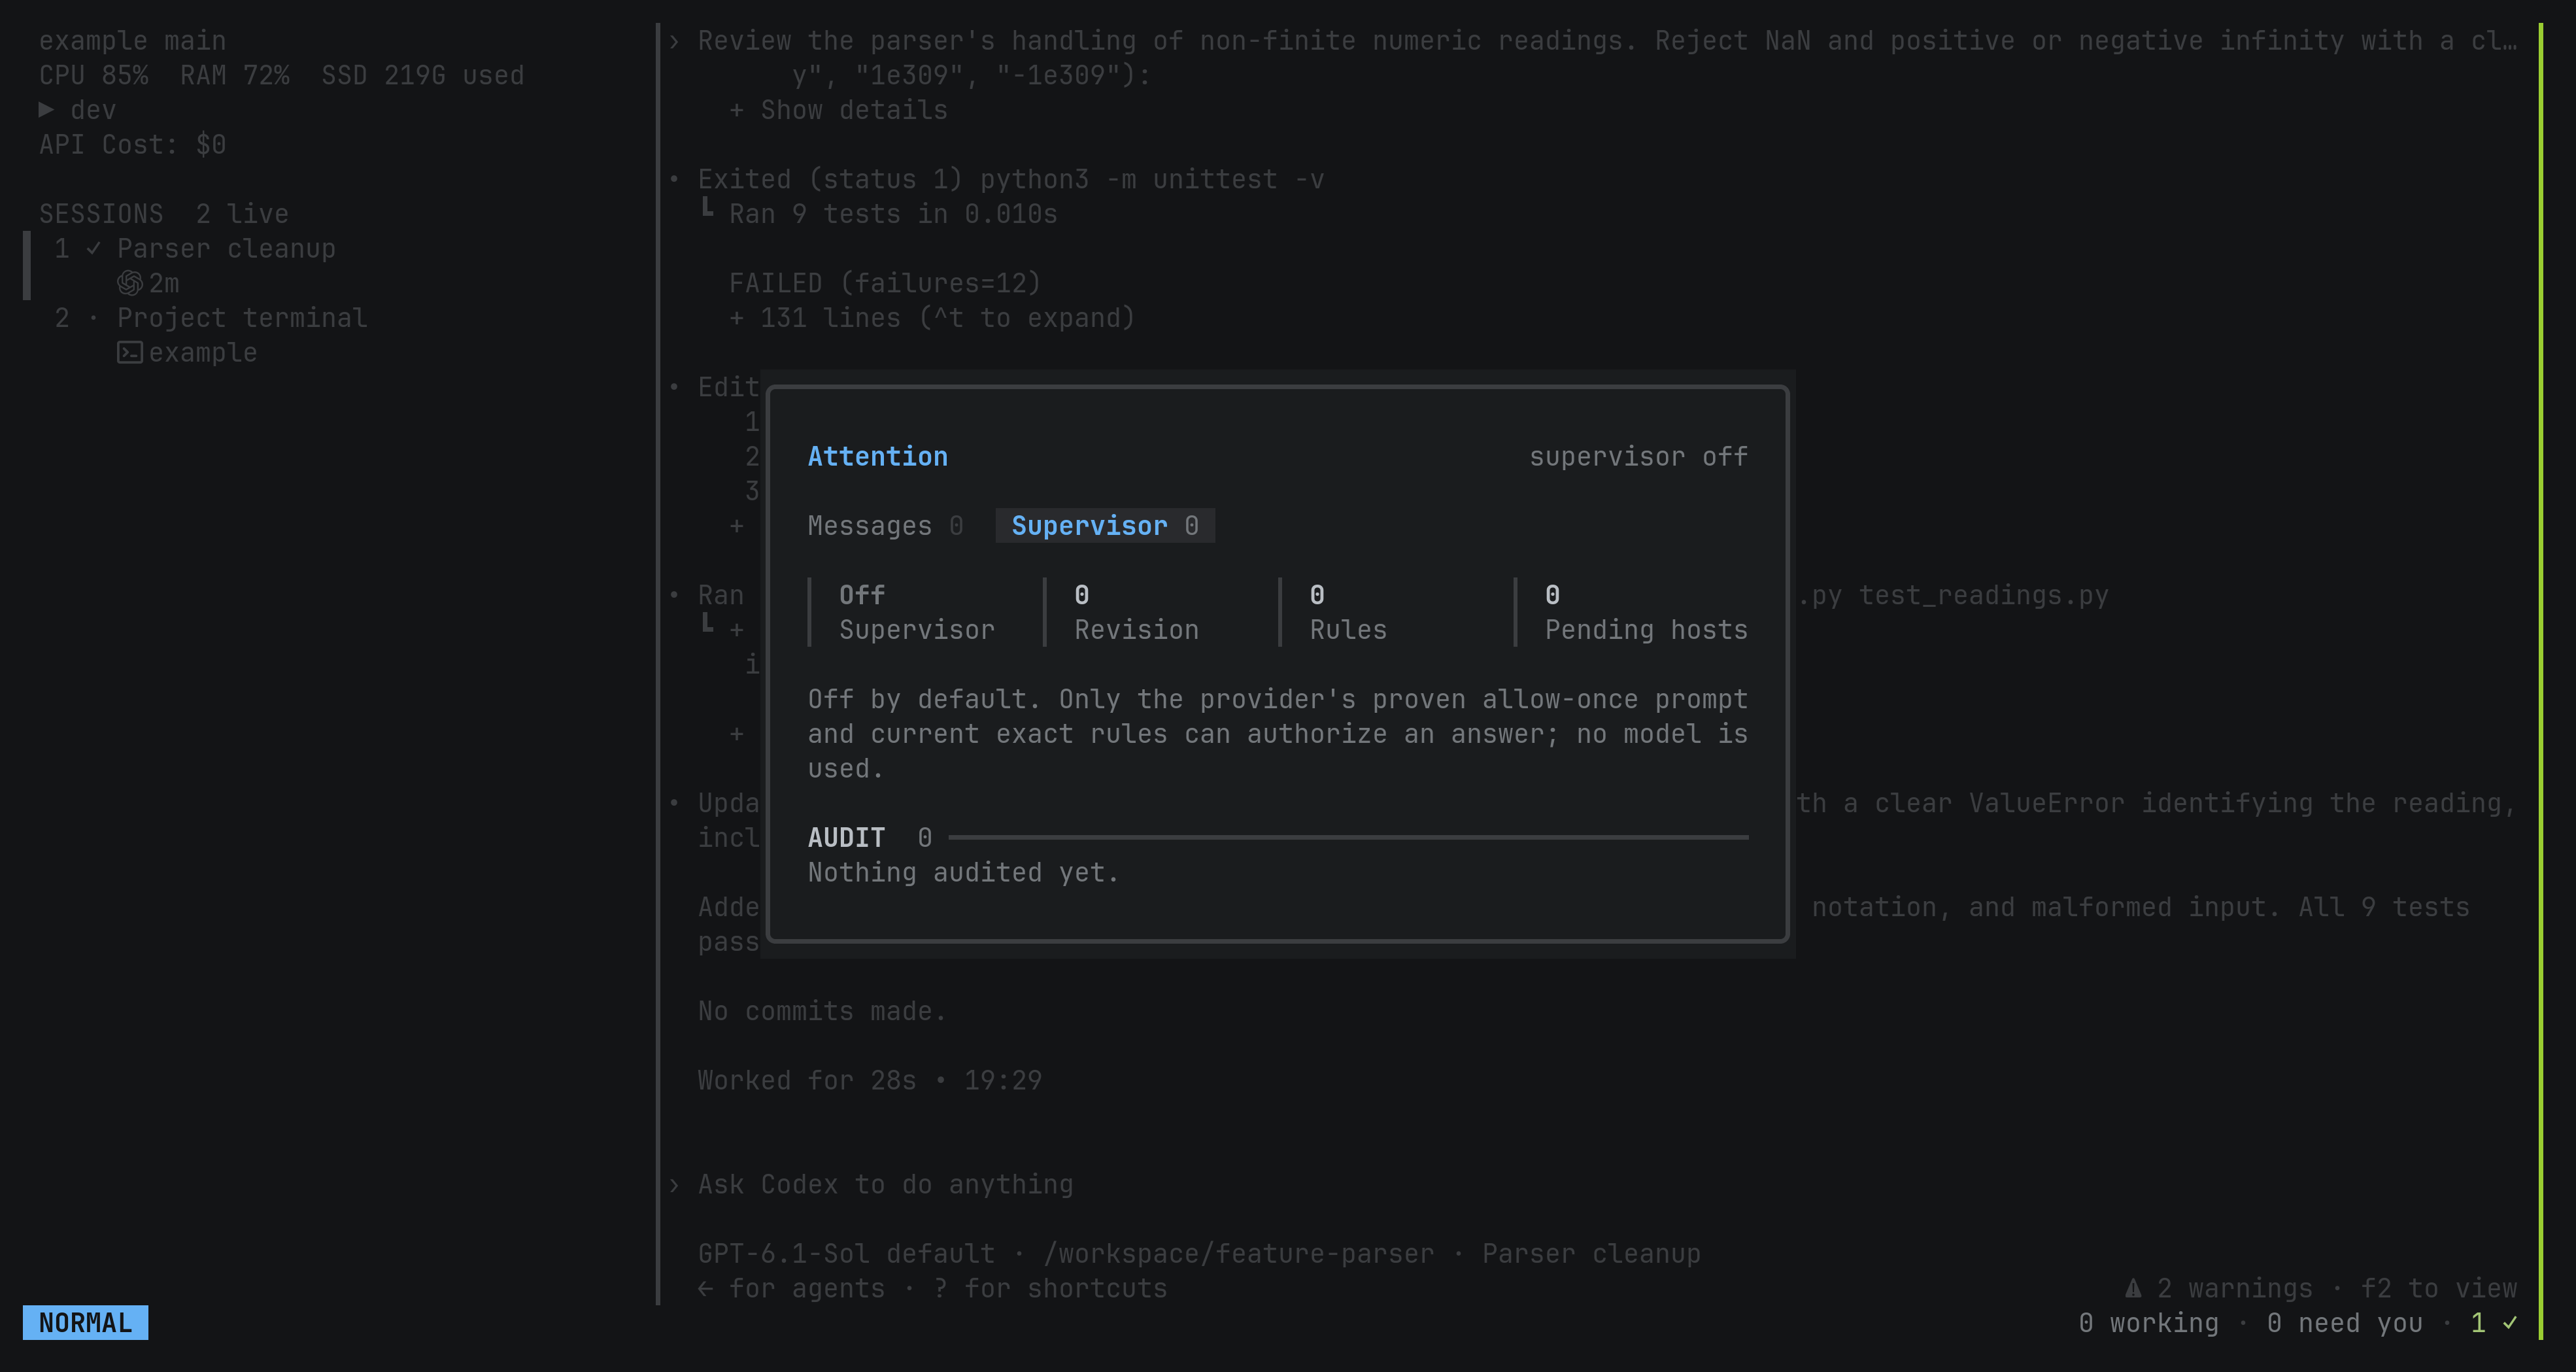 example main
CPU 85%  RAM 72%  SSD 219G used
▶ dev
API Cost: $0
SESSIONS  2 live
1 ✓ Parser cleanup
2m
2 · Project terminal
example
› Review the parser's handling of non-finite numeric readings. Reject NaN and positive or negative infinity with a cl…
y", "1e309", "-1e309"):
+ Show details
• Exited (status 1) python3 -m unittest -v
└ Ran 9 tests in 0.010s
FAILED (failures=12)
+ 131 lines (^t to expand)
• Edit
1
2
3
+
• Ran .py test_readings.py
└ +
i
+
• Upda th a clear ValueError identifying the reading,
incl
Adde notation, and malformed input. All 9 tests
pass
No commits made.
Worked for 28s • 19:29
› Ask Codex to do anything
GPT-6.1-Sol default · /workspace/feature-parser · Parser cleanup
← for agents · ? for shortcuts
⚠ 2 warnings · f2 to view
Attention supervisor off
Messages 0  Supervisor 0
Off 0 0 0
Supervisor Revision Rules Pending hosts
Off by default. Only the provider's proven allow-once prompt
and current exact rules can authorize an answer; no model is
used.
AUDIT  0
Nothing audited yet.
NORMAL
0 working · 0 need you · 1 ✓